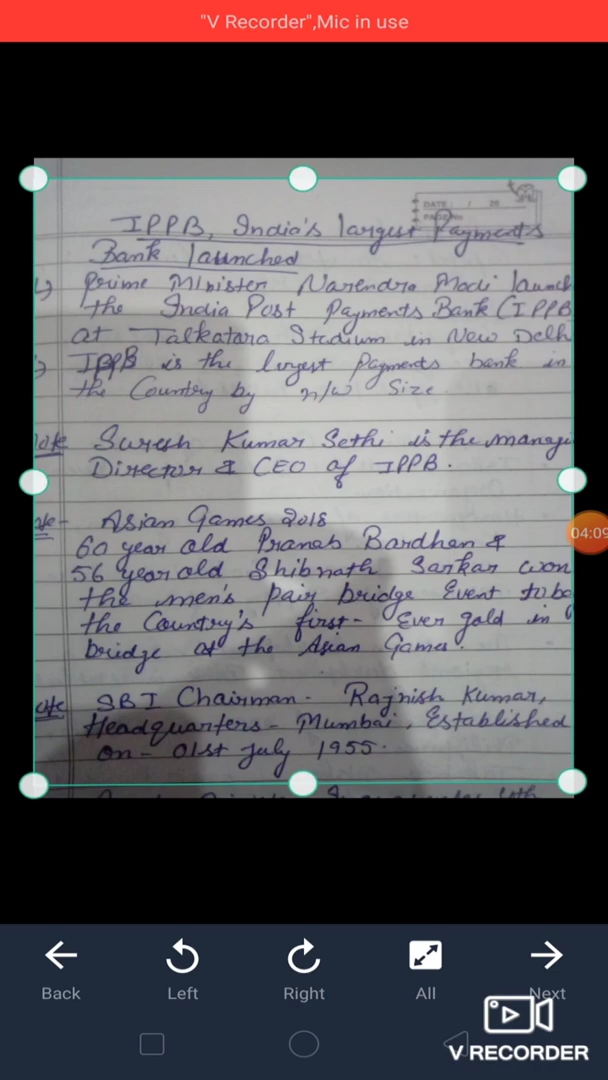 "V Recorder",Mic in use
DATE: / 20
PAGE No
IPPB, India's largest Payments
Bank launched
Prime Minister Narendra Modi launch
the India Post Payments Bank (IPPB
at Talkatora Stadium in New Delh
IPPB is the largest Payments bank in
the Country by n/w Size.
Suresh Kumar Sethi is the managi
Director & CEO of IPPB.
04:09
Asian Games 2018
60 year old Pranab Bardhan &
56 year old Shibnath Sarkar won
the men's pair bridge Event to be
the Country's first- Ever gold in
bridge at the Asian Games.
SBI Chairman - Rajnish Kumar,
Headquarters - Mumbai, Established
on - 01st July 1955.
Back
Left
Right
All
Next
V RECORDER